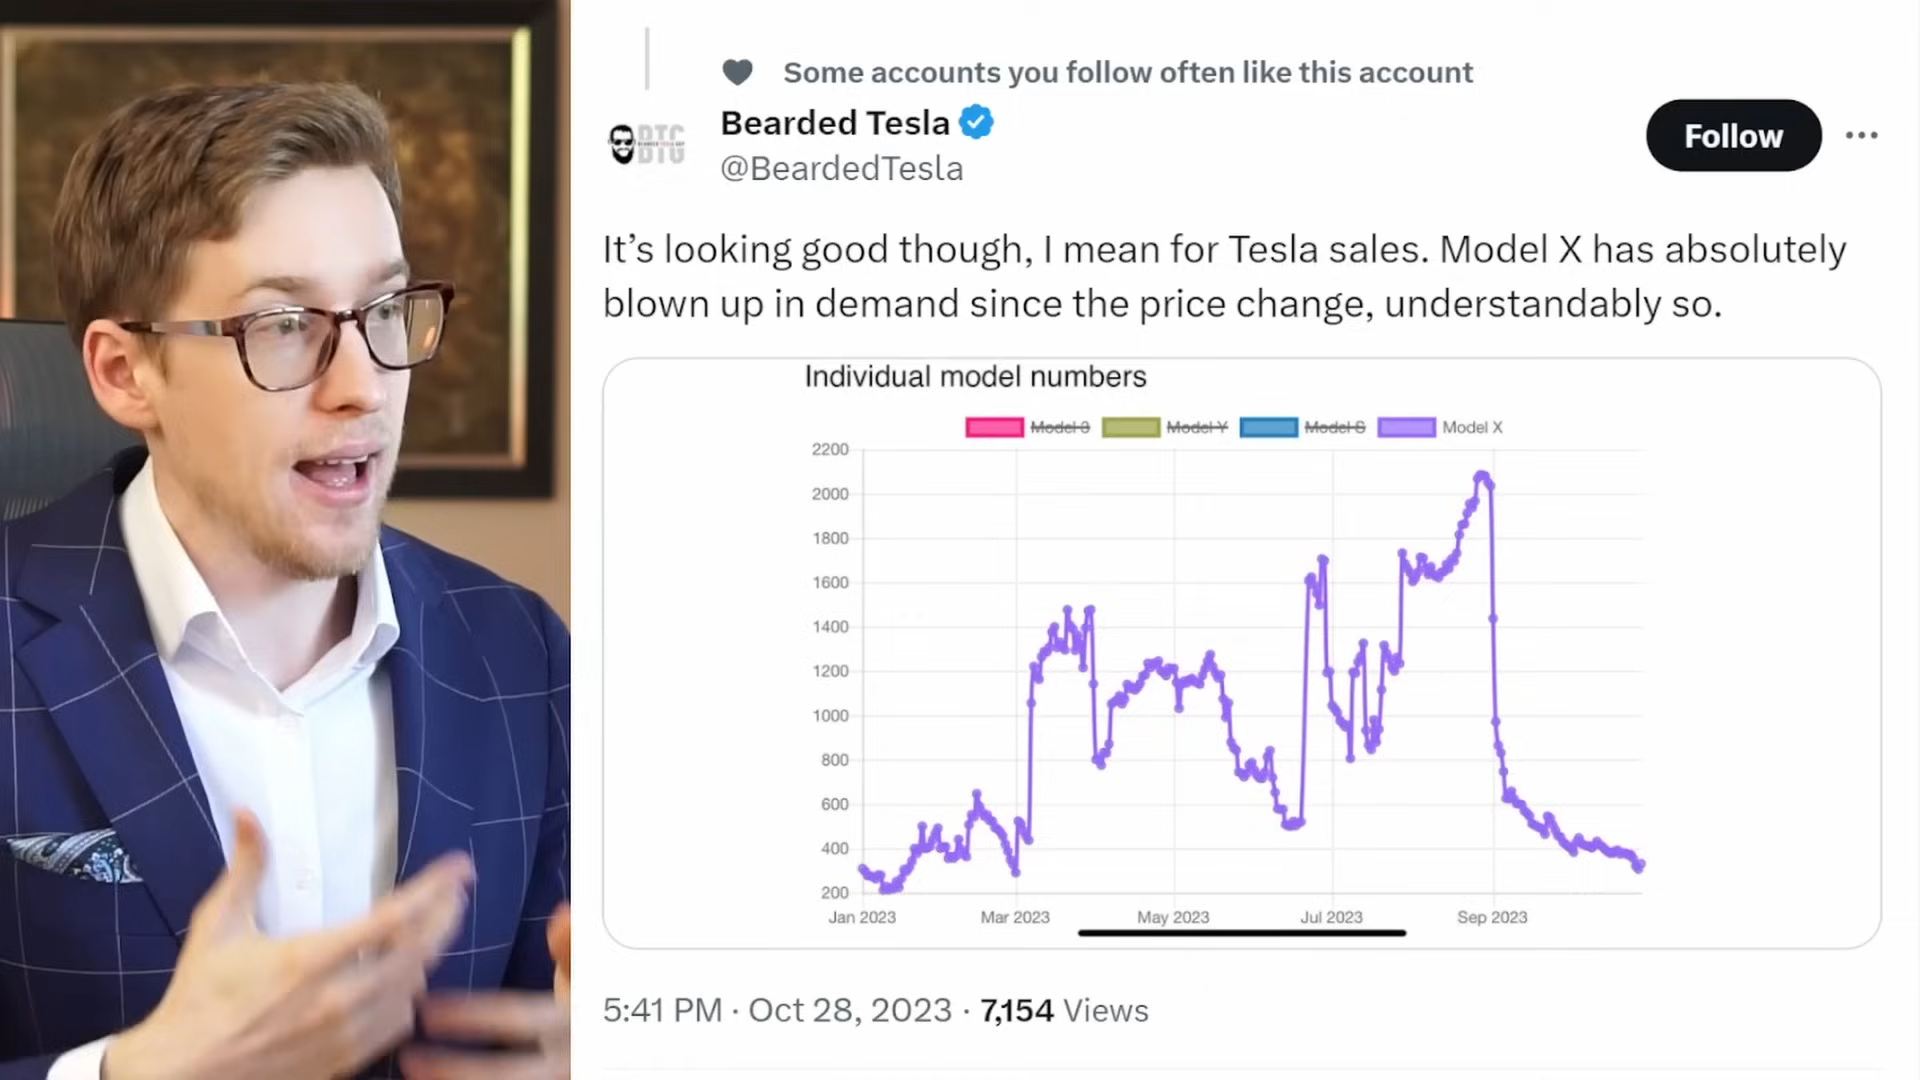 Some accounts you follow often like this account
Bearded Tesla
@BeardedTesla
Follow
BTG
It’s looking good though, I mean for Tesla sales. Model X has absolutely
blown up in demand since the price change, understandably so.
Individual model numbers
Model 3 Model Y Model S Model X
2200
2000
1800
1600
1400
1200
1000
800
600
400
200
Jan 2023 Mar 2023 May 2023 Jul 2023 Sep 2023
5:41 PM · Oct 28, 2023 · 7,154 Views